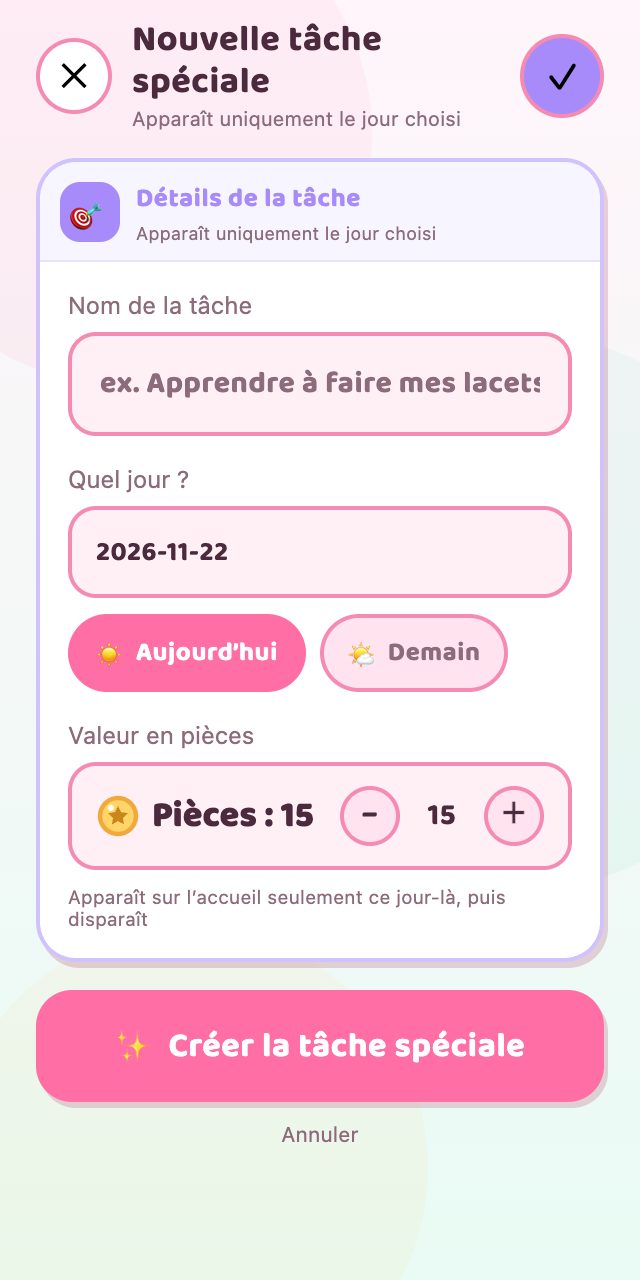 Nouvelle tâche
spéciale
Apparaît uniquement le jour choisi
Détails de la tâche
Apparaît uniquement le jour choisi
Nom de la tâche
ex. Apprendre à faire mes lacets
Quel jour ?
2026-11-22
Aujourd’hui
Demain
Valeur en pièces
Pièces : 15 − 15 +
Apparaît sur l’accueil seulement ce jour-là, puis
disparaît
Créer la tâche spéciale
Annuler